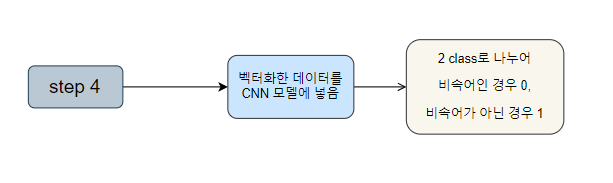 step 4
벡터화한 데이터를
CNN 모델에 넣음
2 class로 나누어
비속어인 경우 0,
비속어가 아닌 경우 1